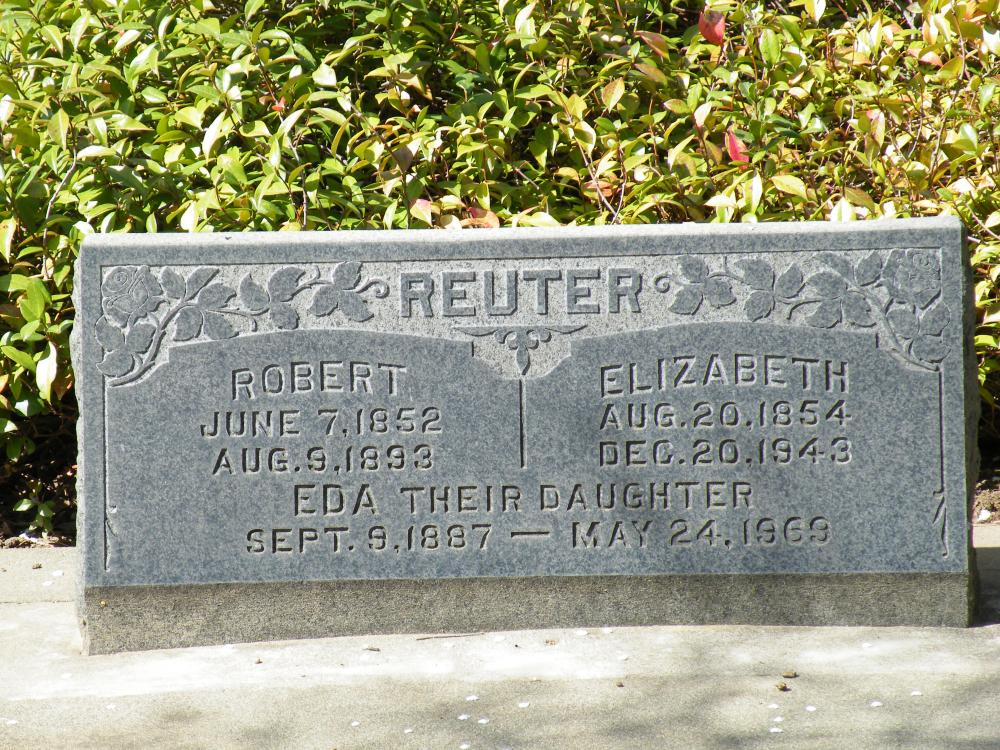 REUTER
ROBERT
JUNE 7, 1852
AUG. 9, 1893
ELIZABETH
AUG. 20, 1854
DEC. 20, 1943
EDA THEIR DAUGHTER
SEPT. 9, 1887 — MAY 24, 1969